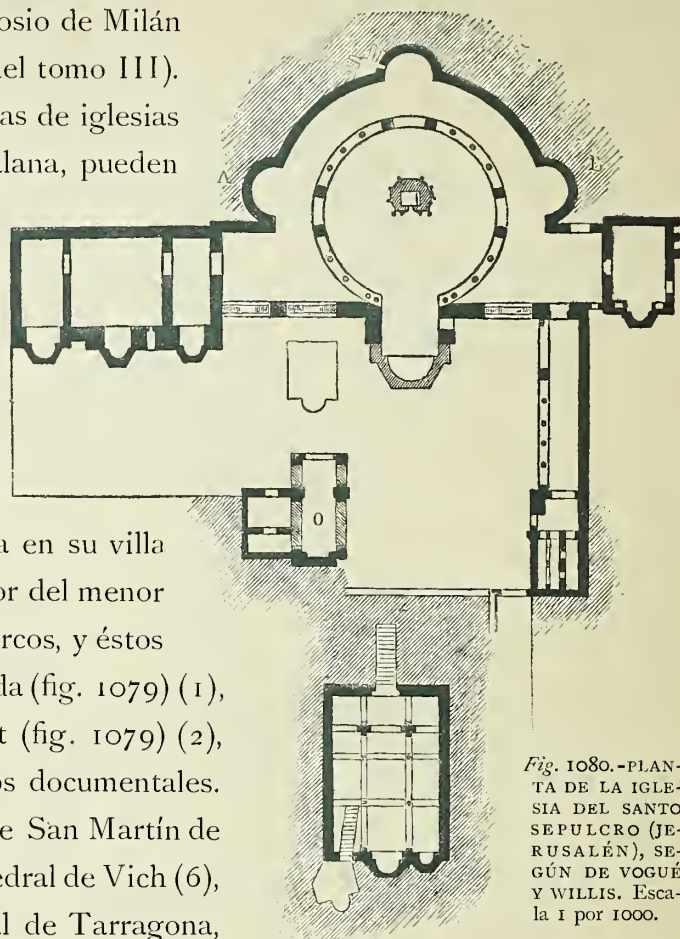 osio de Milán
el tomo III).
as de iglesias
alana, pueden
a en su villa
or del menor
rcos, y éstos
da (fig. 1079) (1),
t (fig. 1079) (2),
os documentales.
e San Martín de
edral de Vich (6),
al de Tarragona,
A
L
O
Fig. 1080.-PLAN-
TA DE LA IGLE-
SIA DEL SANTO
SEPULCRO (JE-
RUSALÉN), SE-
GÚN DE VOGUÉ
Y WILLIS. Esca-
la 1 por 1000.